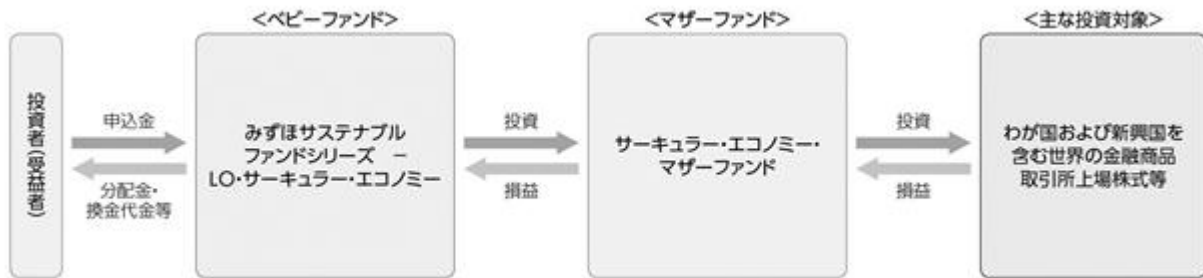 ＜ベビーファンド＞
＜マザーファンド＞
＜主な投資対象＞
投資者(受益者)
申込金
分配金・
換金代金等
みずほサステナブル
ファンドシリーズ　－
LO・サーキュラー・エコノミー
投資
損益
サーキュラー・エコノミー・
マザーファンド
投資
損益
わが国および新興国を
含む世界の金融商品
取引所上場株式等